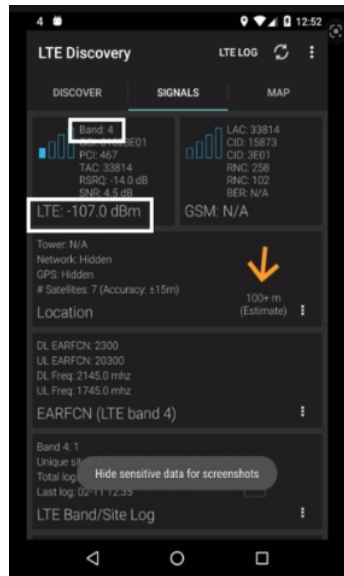 4
12:52
LTE Discovery
LTE LOG
DISCOVER
SIGNALS
MAP
Band: 4
PCI: 467
TAC: 33814
RSRQ: -14.0 dB
SNR: 4.5 dB
LTE: -107.0 dBm
LAC: 33814
CID: 15873
CID: 3E01
RNC: 258
RNC: 102
BER: N/A
GSM: N/A
Tower: N/A
Network: Hidden
GPS: Hidden
# Satellites: 7 (Accuracy: ±15m)
Location
100+ m
(Estimate)
DL EARFCN: 2300
UL EARFCN: 20300
DL Freq: 2145.0 mhz
UL Freq: 1745.0 mhz
EARFCN (LTE band 4)
Band 4: 1
Unique
Total
Hide sensitive data for screenshots
Last log: 02-11 12:35
LTE Band/Site Log